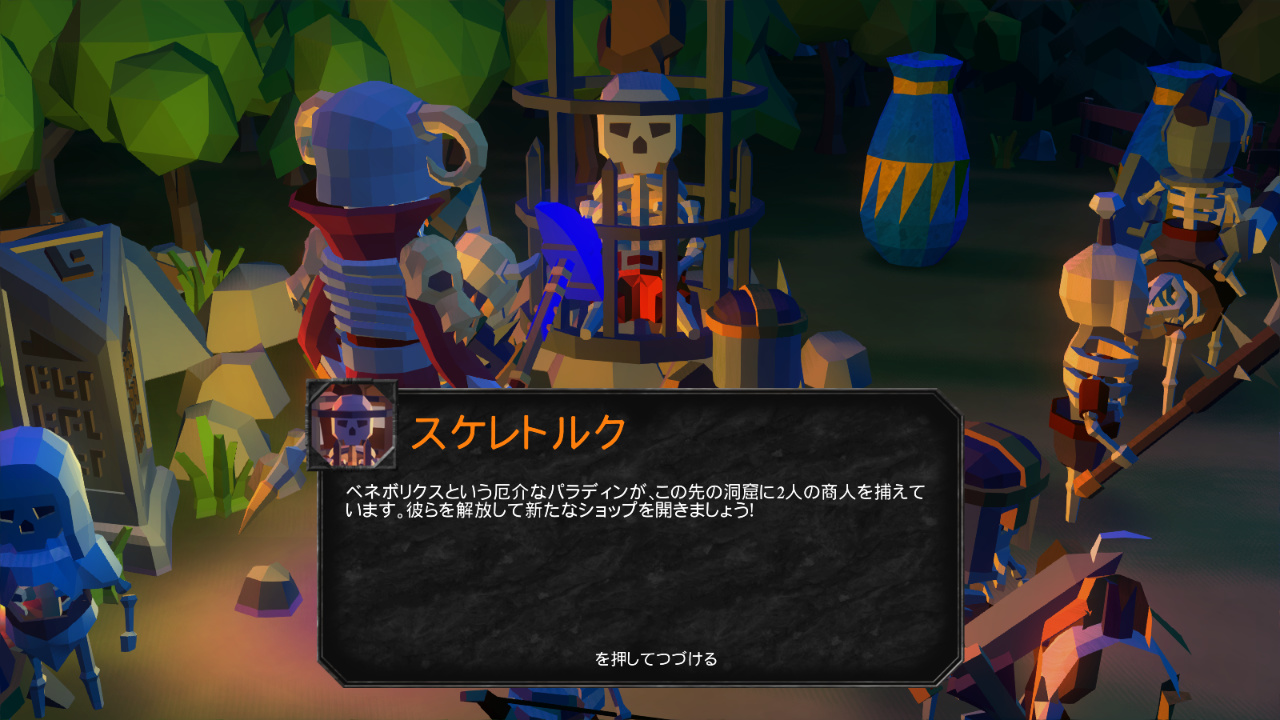 スケレトルク
ベネボリクスという厄介なパラディンが、この先の洞窟に2人の商人を捕えて
います。彼らを解放して新たなショップを開きましょう!
を押してつづける